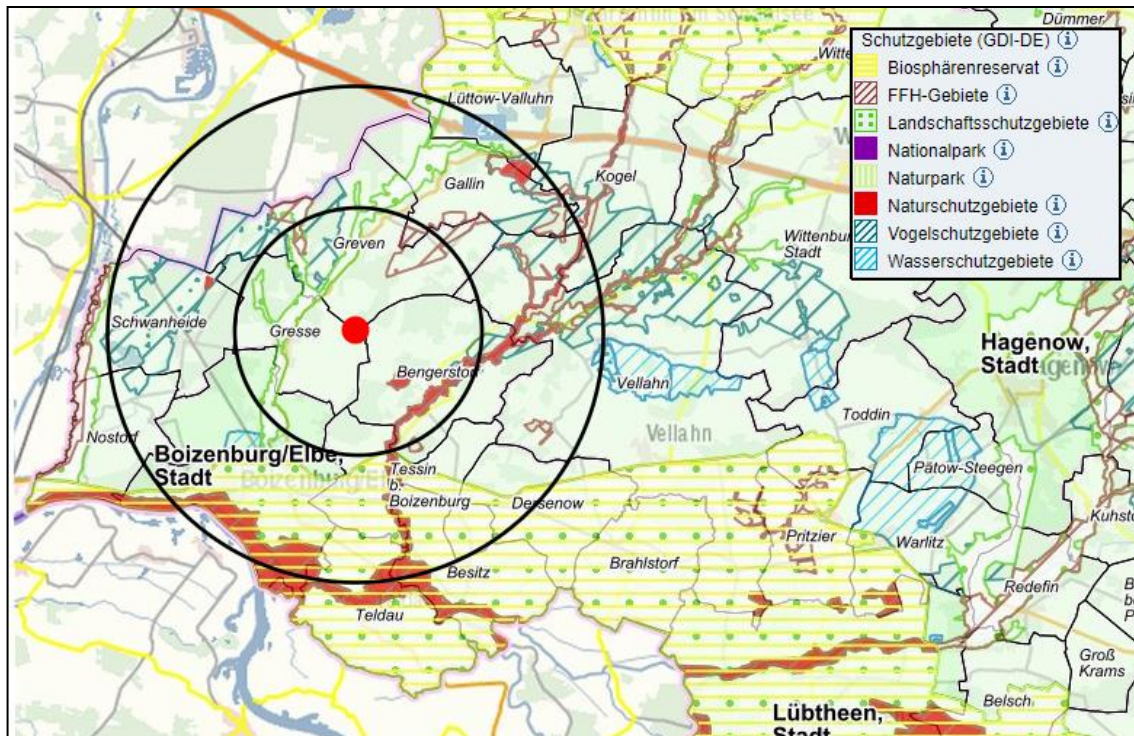 Dümmer
Schutzgebiete (GDI-DE)
Biosphärenreservat
FFH-Gebiete
Landschaftsschutzgebiete
Nationalpark
Naturpark
Naturschutzgebiete
Vogelschutzgebiete
Wasserschutzgebiete
Lüttow-Valluhn
Gallin
Kogel
Greven
Wittenburg
Stadt
Schwanheide
Gresse
Hagenow,
Stadt
Bengerstorf
Vellahn
Toddin
Nostorf
Vellahn
Boizenburg/Elbe,
Stadt
Tessin
b.
Boizenburg
Pätow-Steegen
Dersenow
Pritzier
Warlitz
Besitz
Brahlstorf
Redefin
Teldau
Groß
Krams
Belsch
Lübtheen,
Stadt